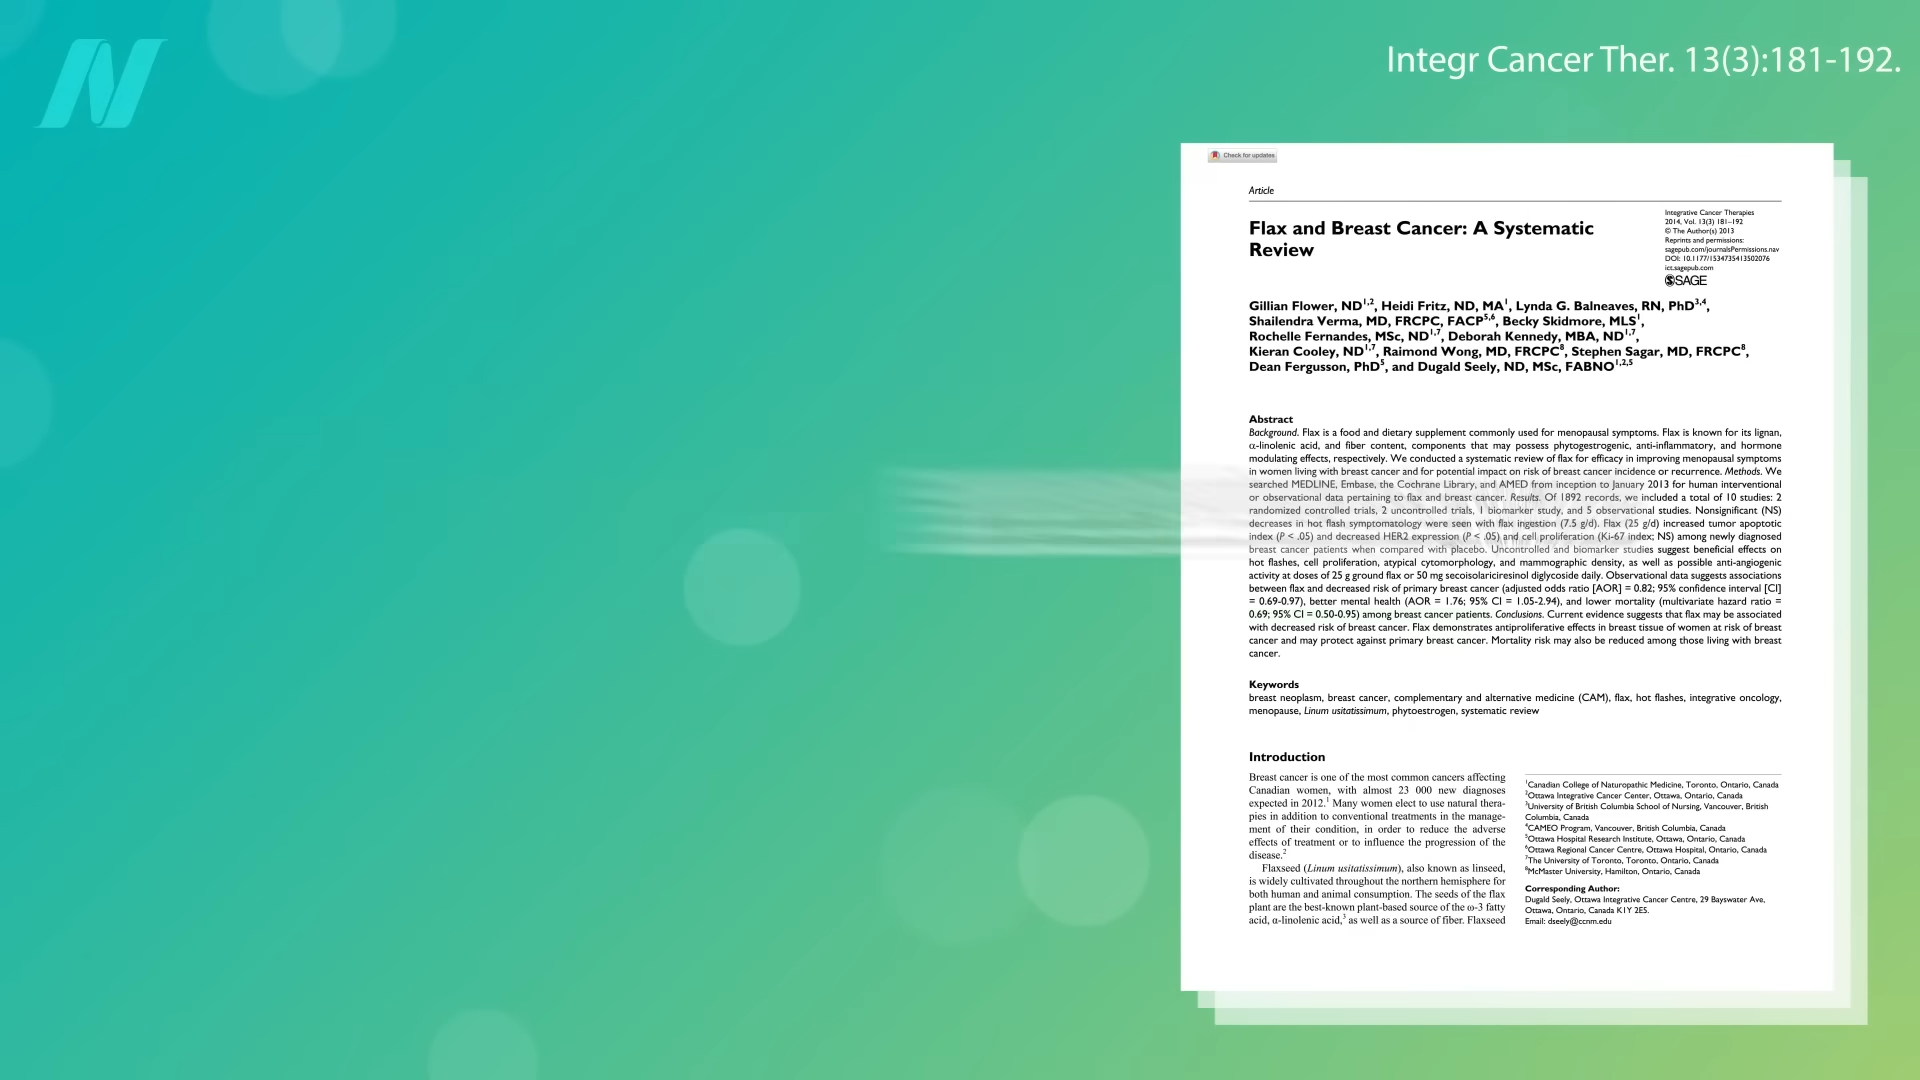 Integr Cancer Ther. 13(3):181-192.
Check for updates
Article
Flax and Breast Cancer: A Systematic
Review
Integrative Cancer Therapies
2014, Vol. 13(3) 181–192
© The Author(s) 2013
Reprints and permissions:
sagepub.com/journalsPermissions.nav
DOI: 10.1177/1534735413502076
ict.sagepub.com
SAGE
Gillian Flower, ND1,2, Heidi Fritz, ND, MA1, Lynda G. Balneaves, RN, PhD3,4,
Shailendra Verma, MD, FRCPC, FACP5,6, Becky Skidmore, MLS1,
Rochelle Fernandes, MSc, ND1,7, Deborah Kennedy, MBA, ND1,7,
Kieran Cooley, ND1,7, Raimond Wong, MD, FRCPC8, Stephen Sagar, MD, FRCPC8,
Dean Fergusson, PhD5, and Dugald Seely, ND, MSc, FABNO1,2,5
Abstract
Background. Flax is a food and dietary supplement commonly used for menopausal symptoms. Flax is known for its lignan,
α-linolenic acid, and fiber content, components that may possess phytogestrogenic, anti-inflammatory, and hormone
modulating effects, respectively. We conducted a systematic review of flax for efficacy in improving menopausal symptoms
in women living with breast cancer and for potential impact on risk of breast cancer incidence or recurrence. Methods. We
searched MEDLINE, Embase, the Cochrane Library, and AMED from inception to January 2013 for human interventional
or observational data pertaining to flax and breast cancer. Results. Of 1892 records, we included a total of 10 studies: 2
randomized controlled trials, 2 uncontrolled trials, 1 biomarker study, and 5 observational studies. Nonsignificant (NS)
decreases in hot flash symptomatology were seen with flax ingestion (7.5 g/d). Flax (25 g/d) increased tumor apoptotic
index (P < .05) and decreased HER2 expression (P < .05) and cell proliferation (Ki-67 index; NS) among newly diagnosed
breast cancer patients when compared with placebo. Uncontrolled and biomarker studies suggest beneficial effects on
hot flashes, cell proliferation, atypical cytomorphology, and mammographic density, as well as possible anti-angiogenic
activity at doses of 25 g ground flax or 50 mg secoisolariciresinol diglycoside daily. Observational data suggests associations
between flax and decreased risk of primary breast cancer (adjusted odds ratio [AOR] = 0.82; 95% confidence interval [CI]
= 0.69-0.97), better mental health (AOR = 1.76; 95% CI = 1.05-2.94), and lower mortality (multivariate hazard ratio =
0.69; 95% CI = 0.50-0.95) among breast cancer patients. Conclusions. Current evidence suggests that flax may be associated
with decreased risk of breast cancer. Flax demonstrates antiproliferative effects in breast tissue of women at risk of breast
cancer and may protect against primary breast cancer. Mortality risk may also be reduced among those living with breast
cancer.
Keywords
breast neoplasm, breast cancer, complementary and alternative medicine (CAM), flax, hot flashes, integrative oncology,
menopause, Linum usitatissimum, phytoestrogen, systematic review
Introduction
Breast cancer is one of the most common cancers affecting
Canadian women, with almost 23 000 new diagnoses
expected in 2012.1 Many women elect to use natural thera-
pies in addition to conventional treatments in the manage-
ment of their condition, in order to reduce the adverse
effects of treatment or to influence the progression of the
disease.2
Flaxseed (Linum usitatissimum), also known as linseed,
is widely cultivated throughout the northern hemisphere for
both human and animal consumption. The seeds of the flax
plant are the best-known plant-based source of the ω-3 fatty
acid, α-linolenic acid,3 as well as a source of fiber. Flaxseed
1Canadian College of Naturopathic Medicine, Toronto, Ontario, Canada
2Ottawa Integrative Cancer Center, Ottawa, Ontario, Canada
3University of British Columbia School of Nursing, Vancouver, British
Columbia, Canada
4CAMEO Program, Vancouver, British Columbia, Canada
5Ottawa Hospital Research Institute, Ottawa, Ontario, Canada
6Ottawa Regional Cancer Centre, Ottawa Hospital, Ontario, Canada
7The University of Toronto, Toronto, Ontario, Canada
8McMaster University, Hamilton, Ontario, Canada
Corresponding Author:
Dugald Seely, Ottawa Integrative Cancer Centre, 29 Bayswater Ave,
Ottawa, Ontario, Canada K1Y 2E5.
Email: dseely@ccnm.edu